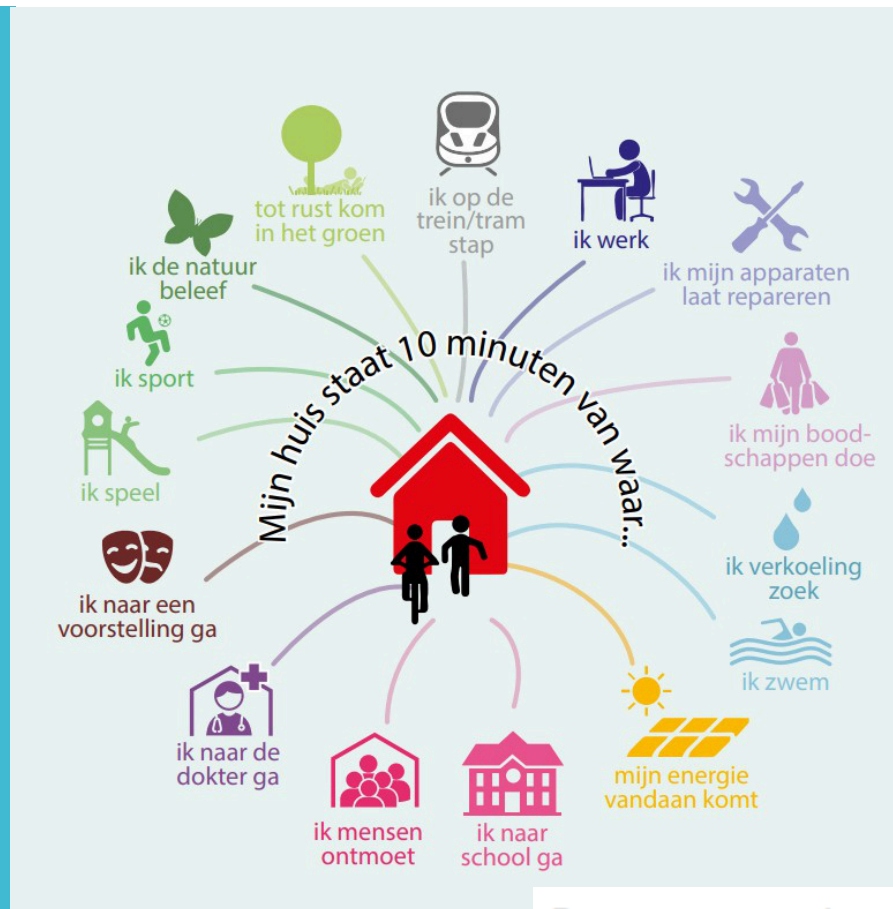 Mijn huis staat 10 minuten van waar...
tot rust kom
in het groen
ik op de
trein/tram
stap
ik werk
ik mijn apparaten
laat repareren
ik mijn bood-
schappen doe
ik verkoeling
zoek
ik zwem
mijn energie
vandaan komt
ik naar
school ga
ik mensen
ontmoet
ik naar de
dokter ga
ik naar een
voorstelling ga
ik speel
ik sport
ik de natuur
beleef